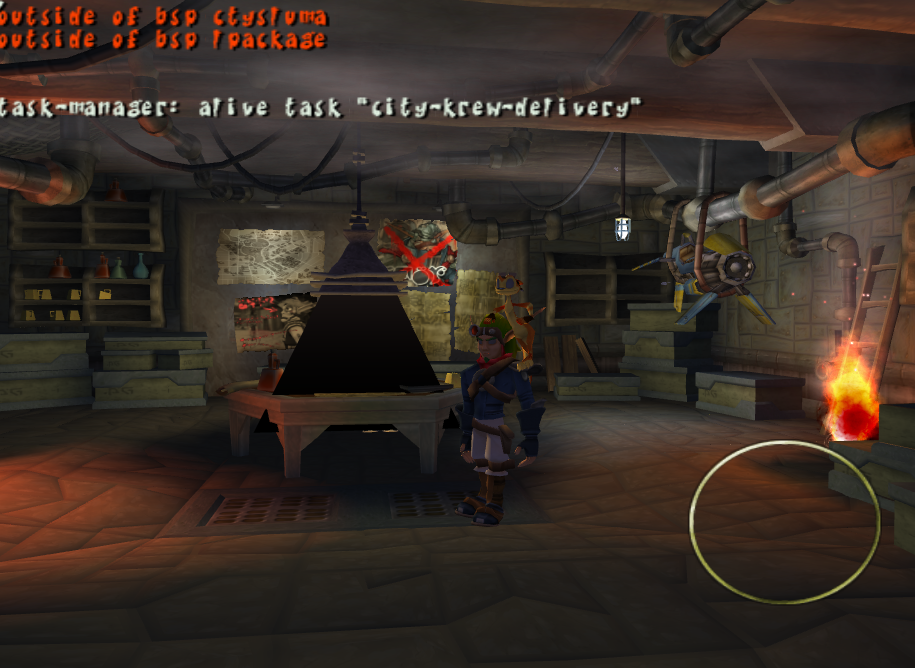 outside of bsp ctysluma
outside of bsp lpackage
task-manager: alive task "city-krew-delivery"